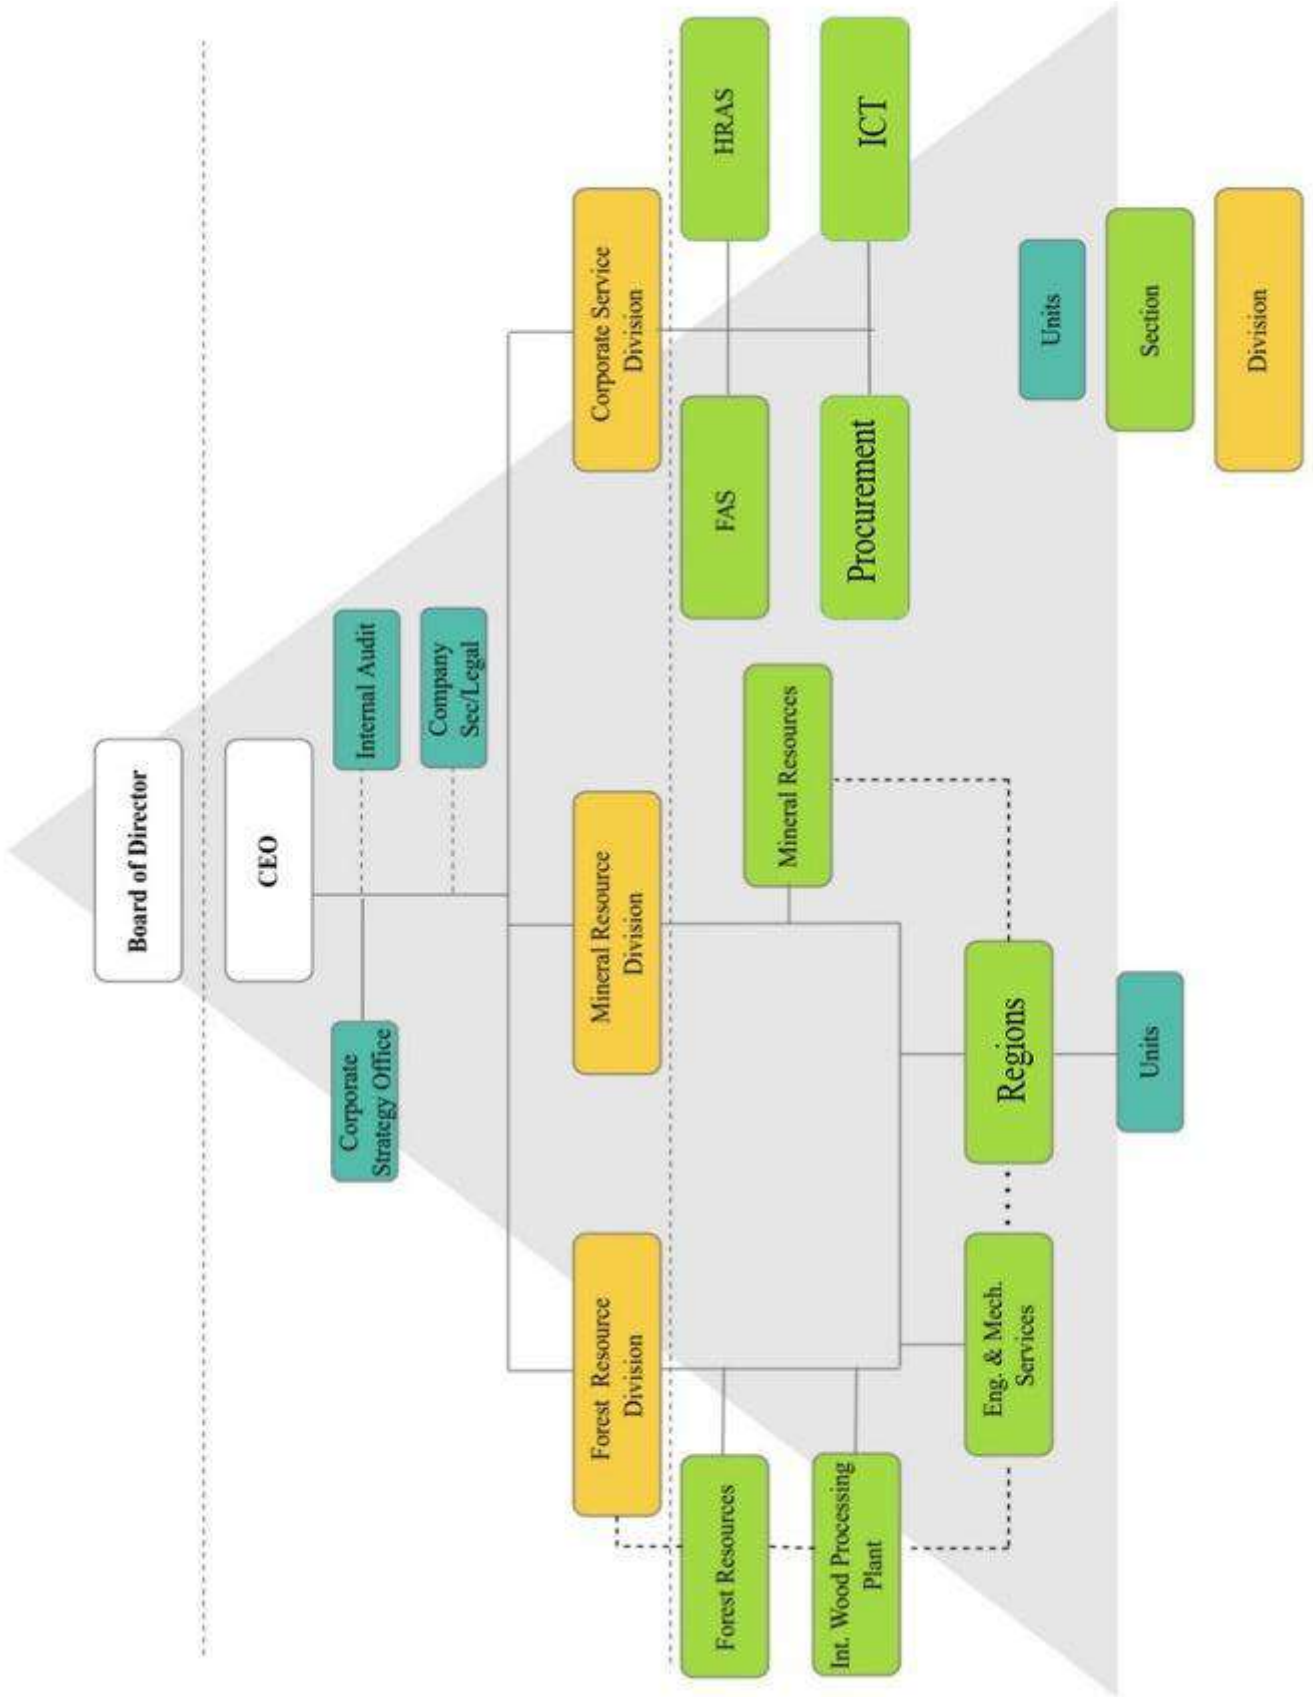 Board of Director
CEO
Corporate
Strategy Office
Internal Audit
Company
Sec/Legal
Forest Resource
Division
Mineral Resource
Division
Corporate Service
Division
Forest Resources
FAS
HRAS
Mineral Resources
Int. Wood Processing
Plant
Procurement
ICT
Eng. & Mech.
Services
Regions
Units
Units
Section
Division